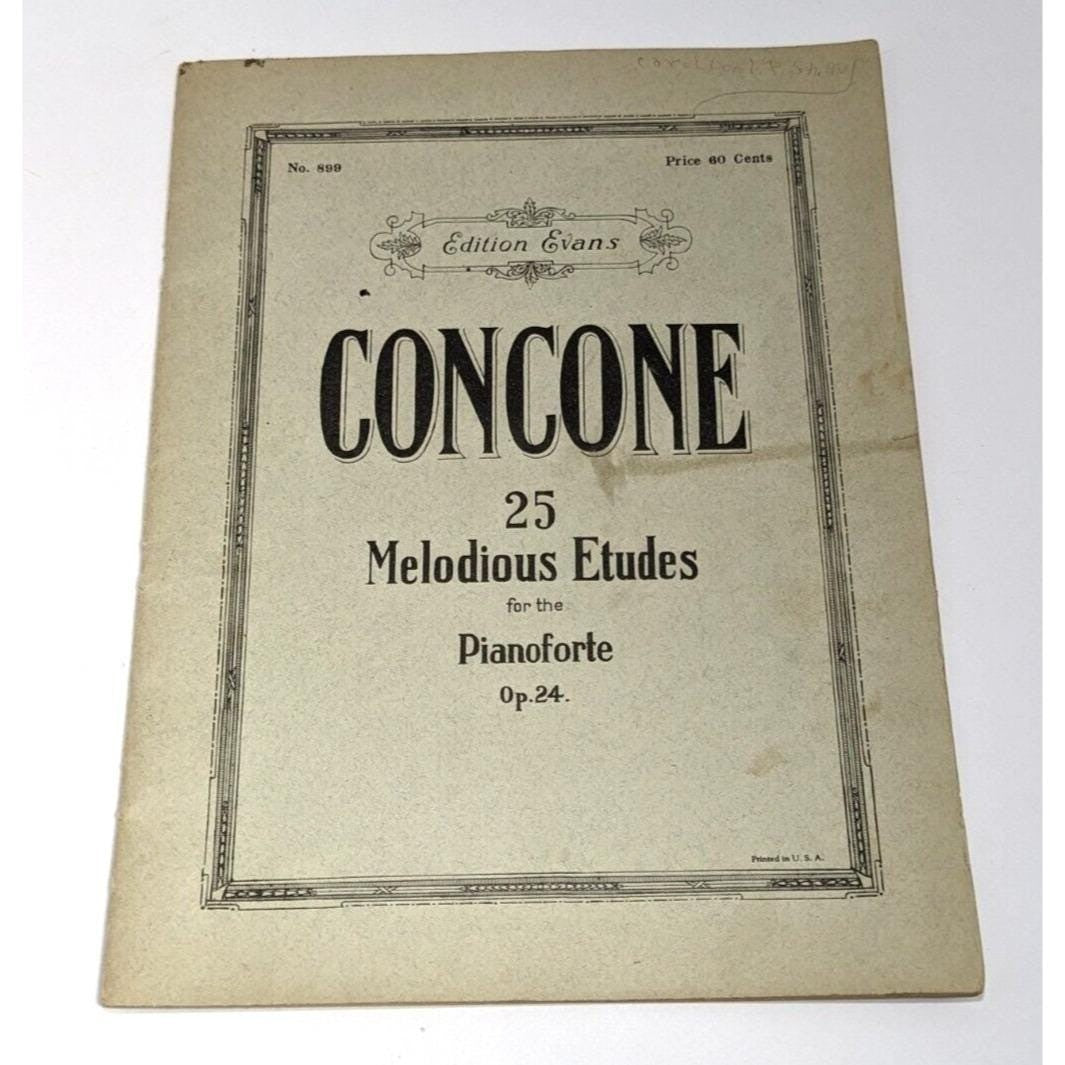 No. 899
Price 60 Cents
Edition Evans
CONCONE
25
Melodious Etudes
for the
Pianoforte
Op.24.
Printed in U. S. A.